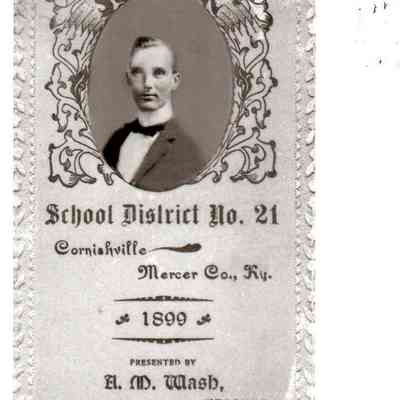 School District No. 21
Cornishville
Mercer Co., Ky.
1899
PRESENTED BY
A. M. Wash,